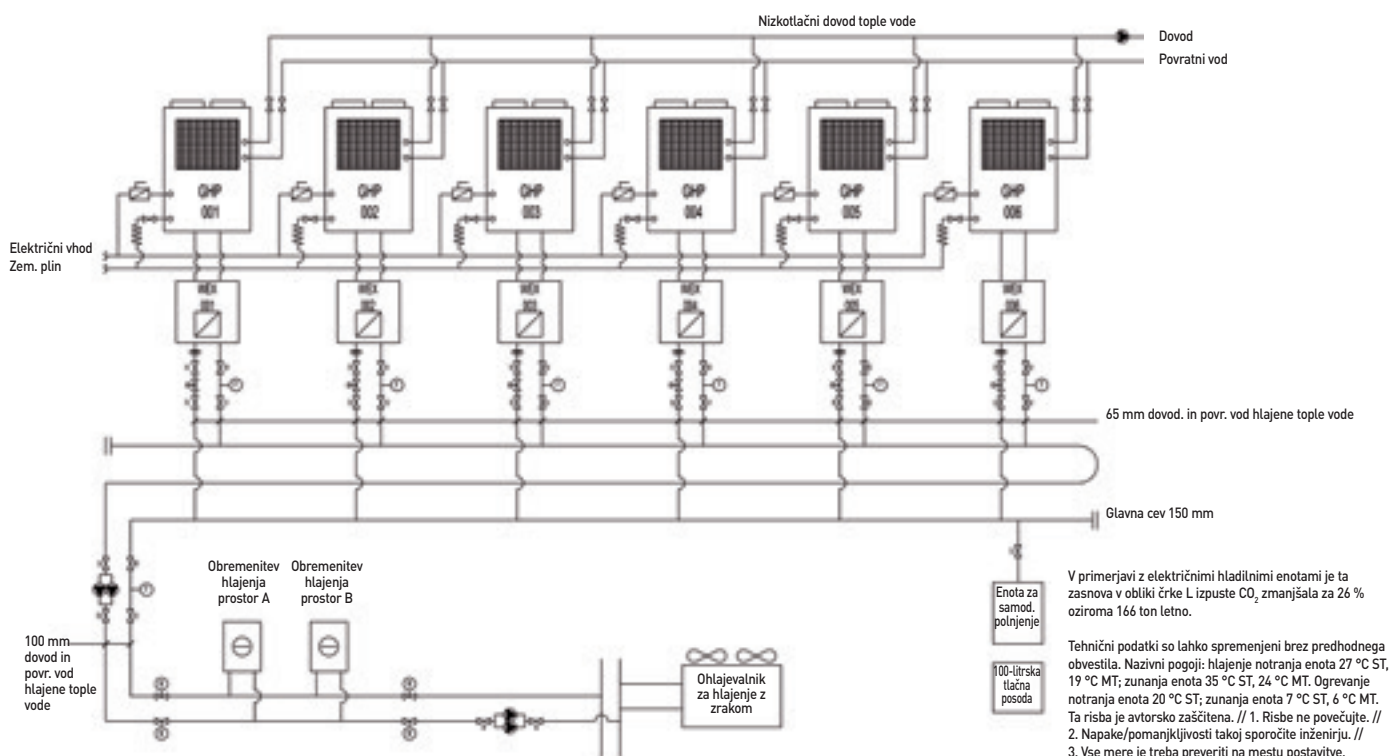 Nizkotlačni dovod tople vode
Dovod
Povratni vod
GHP
001
GHP
002
GHP
003
GHP
004
GHP
005
GHP
006
Električni vhod
Zem. plin
WEX
001
WEX
002
WEX
003
WEX
004
WEX
005
WEX
006
65 mm dovod. in povr. vod hlajene tople vode
Glavna cev 150 mm
Obremenitev
hlajenja
prostor A
Obremenitev
hlajenja
prostor B
100 mm
dovod in
povr. vod
hlajene tople
vode
Ohlajevalnik
za hlajenje z
zrakom
Enota za
samod.
polnjenje
100-litrska
tlačna
posoda
V primerjavi z električnimi hladilnimi enotami je ta
zasnova v obliki črke L izpuste CO₂ zmanjšala za 26 %
oziroma 166 ton letno.
Tehnični podatki so lahko spremenjeni brez predhodnega
obvestila. Nazivni pogoji: hlajenje notranja enota 27 °C ST,
19 °C MT; zunanja enota 35 °C ST, 24 °C MT. Ogrevanje
notranja enota 20 °C ST; zunanja enota 7 °C ST, 6 °C MT.
Ta risba je avtorsko zaščitena. // 1. Risbe ne povečujte. //
2. Napake/pomanjkljivosti takoj sporočite inženirju. //
3. Vse mere je treba preveriti na mestu postavitve.